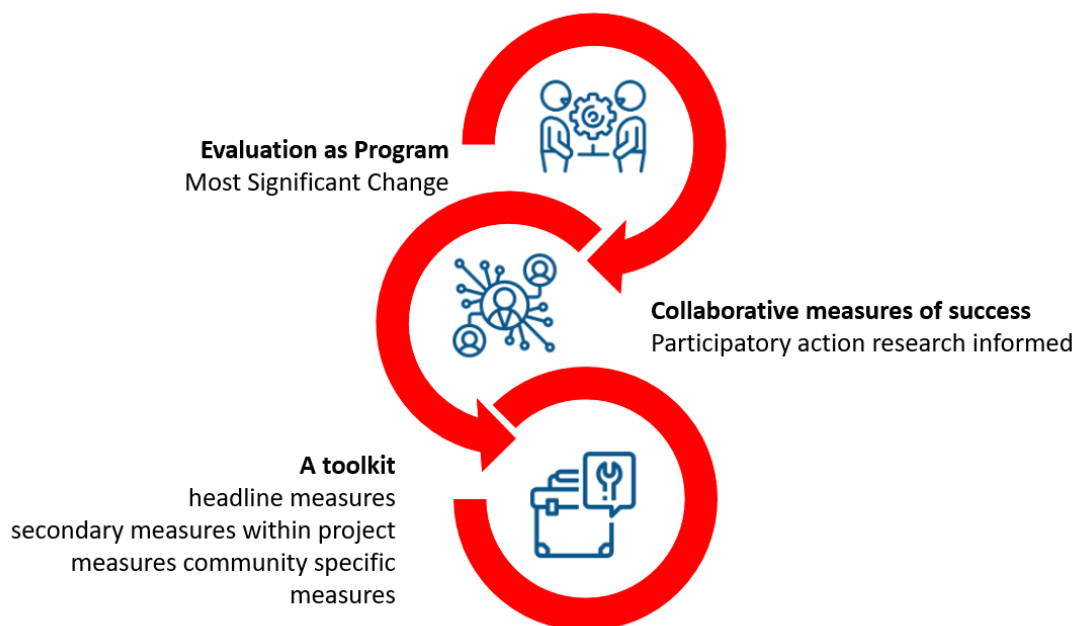 Evaluation as Program
Most Significant Change
Collaborative measures of success
Participatory action research informed
A toolkit
headline measures
secondary measures within project
measures community specific
measures